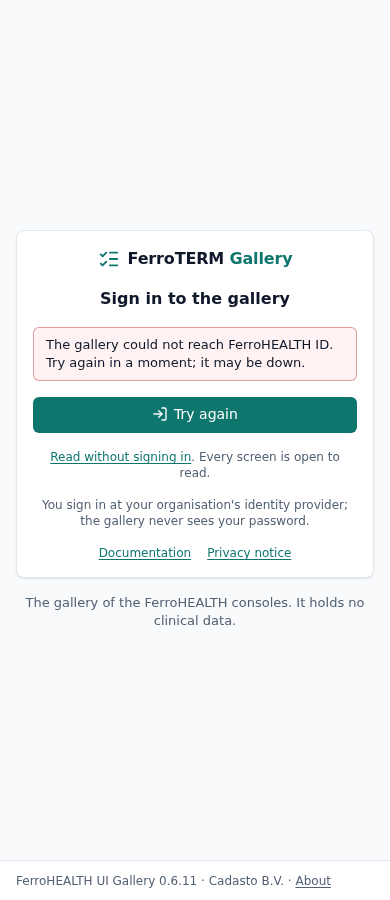 FerroTERM Gallery
Sign in to the gallery
The gallery could not reach FerroHEALTH ID.
Try again in a moment; it may be down.
Try again
Read without signing in. Every screen is open to
read.
You sign in at your organisation's identity provider;
the gallery never sees your password.
Documentation Privacy notice
The gallery of the FerroHEALTH consoles. It holds no
clinical data.
FerroHEALTH UI Gallery 0.6.11 · Cadasto B.V. · About